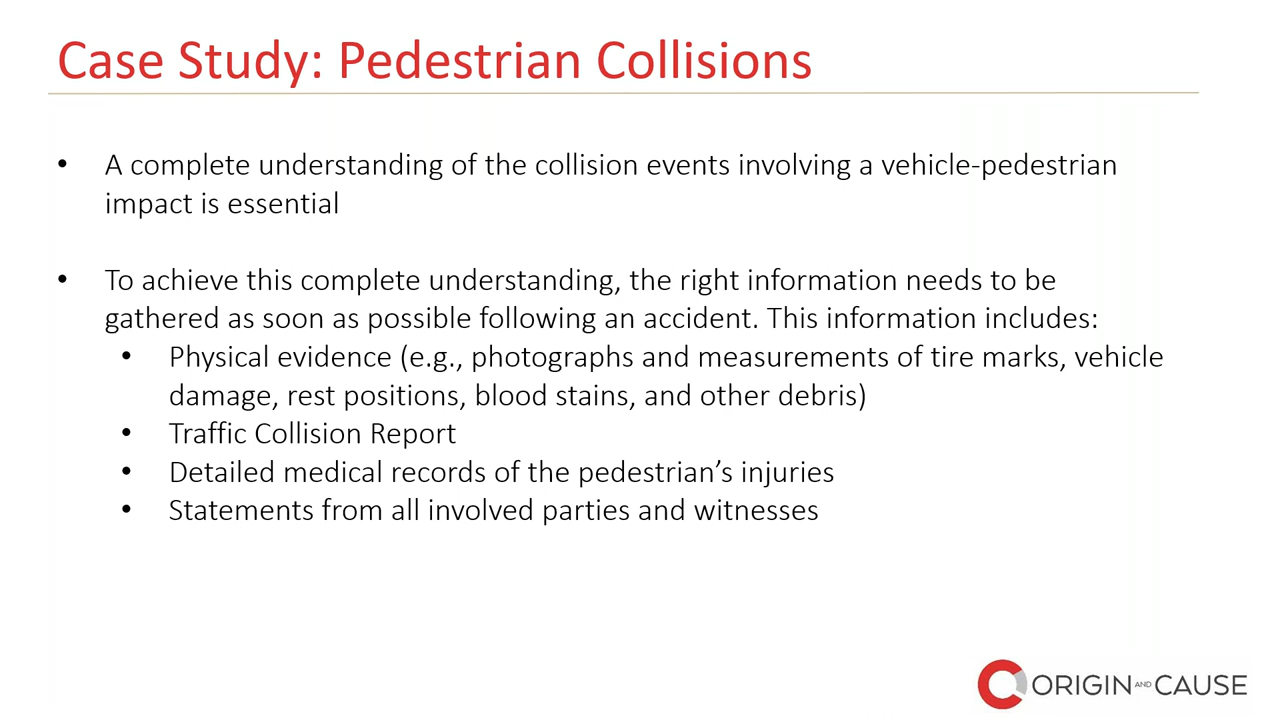 Case Study: Pedestrian Collisions
• A complete understanding of the collision events involving a vehicle-pedestrian
impact is essential
• To achieve this complete understanding, the right information needs to be
gathered as soon as possible following an accident. This information includes:
• Physical evidence (e.g., photographs and measurements of tire marks, vehicle
damage, rest positions, blood stains, and other debris)
• Traffic Collision Report
• Detailed medical records of the pedestrian’s injuries
• Statements from all involved parties and witnesses
ORIGIN AND CAUSE